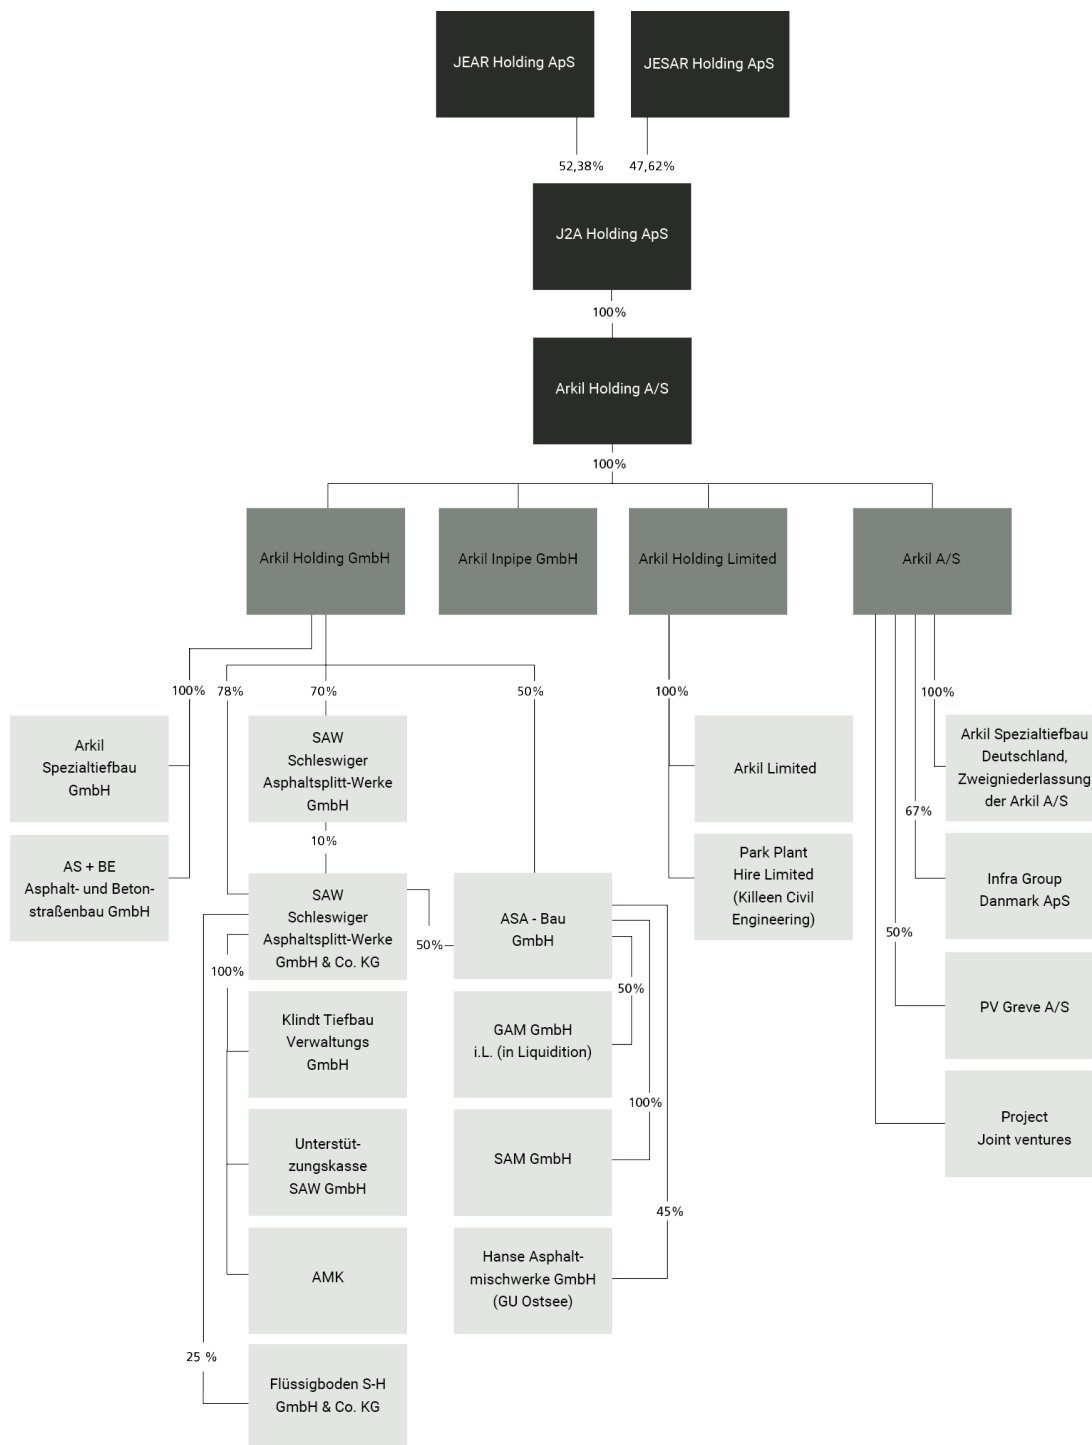 JEAR Holding ApS
JESAR Holding ApS
52,38%
47,62%
J2A Holding ApS
100%
Arkil Holding A/S
100%
Arkil Holding GmbH
Arkil Inpipe GmbH
Arkil Holding Limited
Arkil A/S
100%
78%
70%
50%
100%
100%
Arkil
Spezialtiefbau
GmbH
SAW
Schleswiger
Asphaltsplitt-Werke
GmbH
Arkil Limited
Arkil Spezialtiefbau
Deutschland,
Zweigniederlassung
der Arkil A/S
67%
10%
AS + BE
Asphalt- und Beton-
straßenbau GmbH
SAW
Schleswiger
Asphaltsplitt-Werke
GmbH & Co. KG
50%
ASA - Bau
GmbH
Park Plant
Hire Limited
(Killeen Civil
Engineering)
Infra Group
Danmark ApS
50%
100%
50%
Klindt Tiefbau
Verwaltungs
GmbH
GAM GmbH
i.L. (in Liquidition)
PV Greve A/S
100%
Unterstüt-
zungskasse
SAW GmbH
SAM GmbH
Project
Joint ventures
45%
AMK
Hanse Asphalt-
mischwerke GmbH
(GU Ostsee)
25 %
Flüssigboden S-H
GmbH & Co. KG